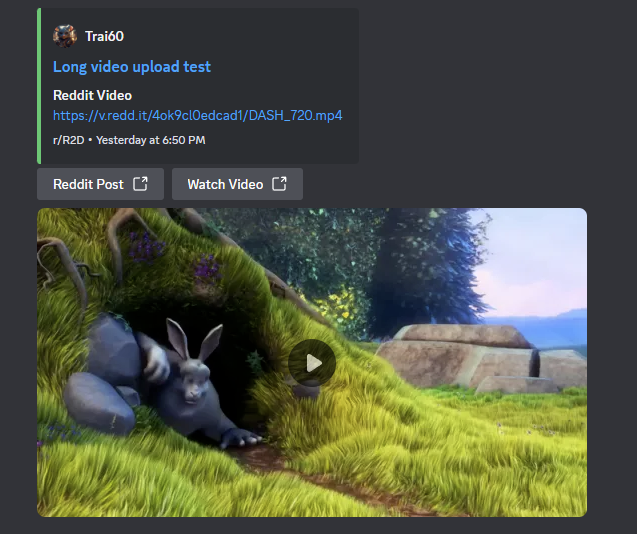 Trai60
Long video upload test
Reddit Video
https://v.redd.it/4ok9cl0edcad1/DASH_720.mp4
r/R2D • Yesterday at 6:50 PM
Reddit Post
Watch Video